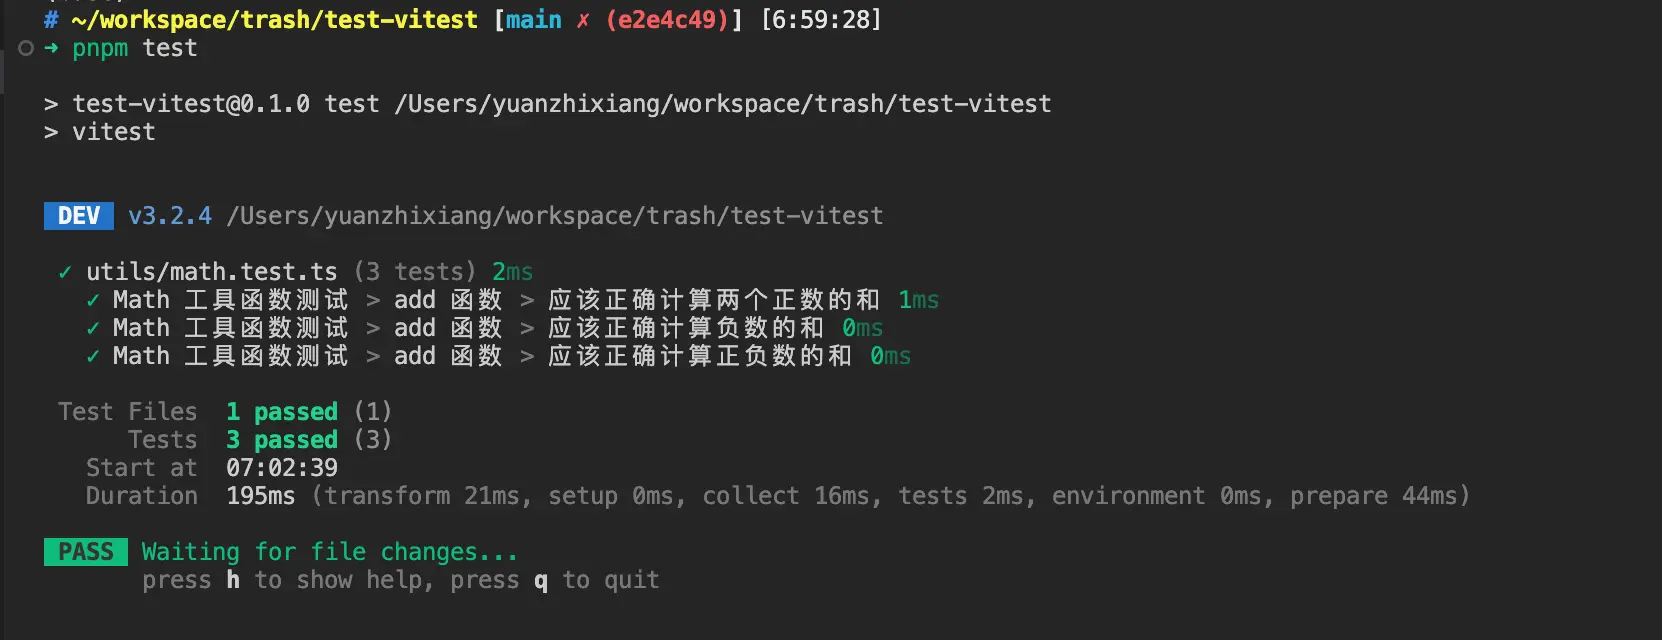 # ~/workspace/trash/test-vitest [main ✗ (e2e4c49)] [6:59:28]
➜ pnpm test
> test-vitest@0.1.0 test /Users/yuanzhixiang/workspace/trash/test-vitest
> vitest
DEV v3.2.4 /Users/yuanzhixiang/workspace/trash/test-vitest
✓ utils/math.test.ts (3 tests) 2ms
✓ Math 工具函数测试 > add 函数 > 应该正确计算两个正数的和 1ms
✓ Math 工具函数测试 > add 函数 > 应该正确计算负数的和 0ms
✓ Math 工具函数测试 > add 函数 > 应该正确计算正负数的和 0ms
Test Files 1 passed (1)
Tests 3 passed (3)
Start at 07:02:39
Duration 195ms (transform 21ms, setup 0ms, collect 16ms, tests 2ms, environment 0ms, prepare 44ms)
PASS Waiting for file changes...
press h to show help, press q to quit